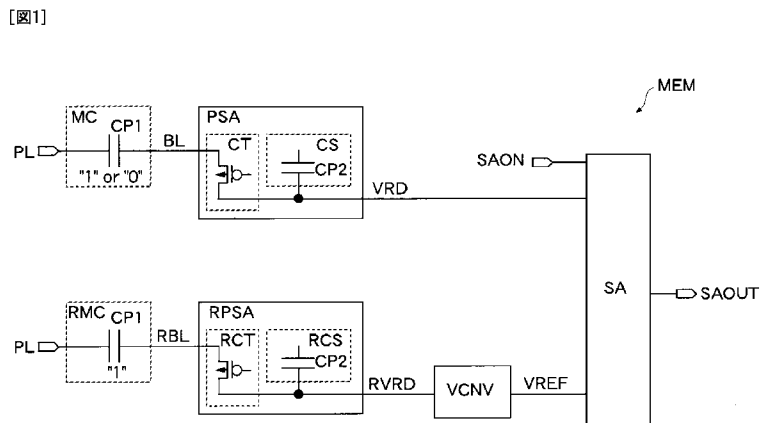 [図1]
MEM
MC
CP1
PL
"1" or "0"
BL
PSA
CT
CS
CP2
VRD
SAON
SA
SAOUT
RMC
CP1
PL
"1"
RBL
RPSA
RCT
RCS
CP2
RVRD
VCNV
VREF